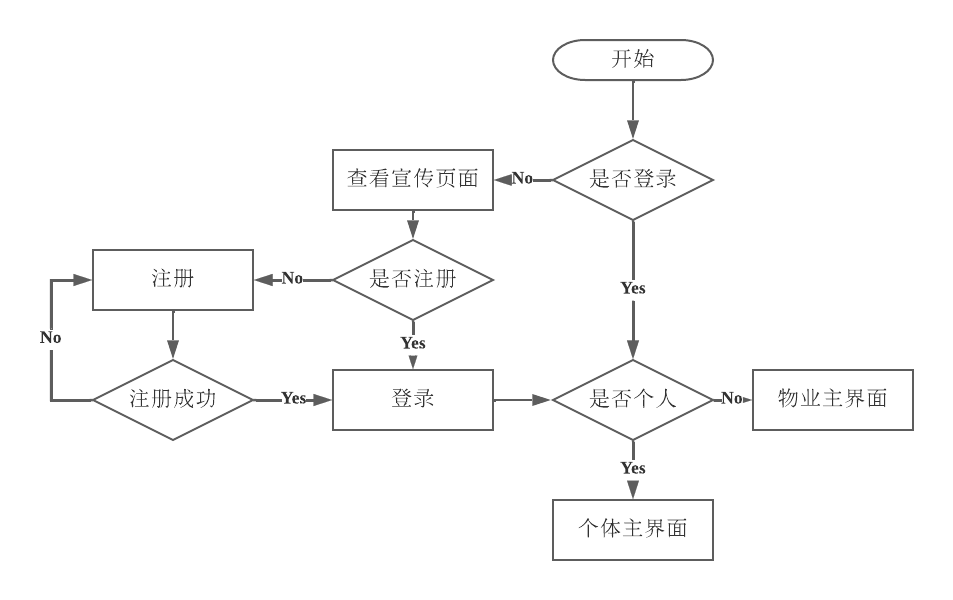 开始
查看宣传页面
No
是否登录
注册
No
是否注册
Yes
No
Yes
注册成功
Yes
登录
是否个人
No
物业主界面
Yes
个体主界面